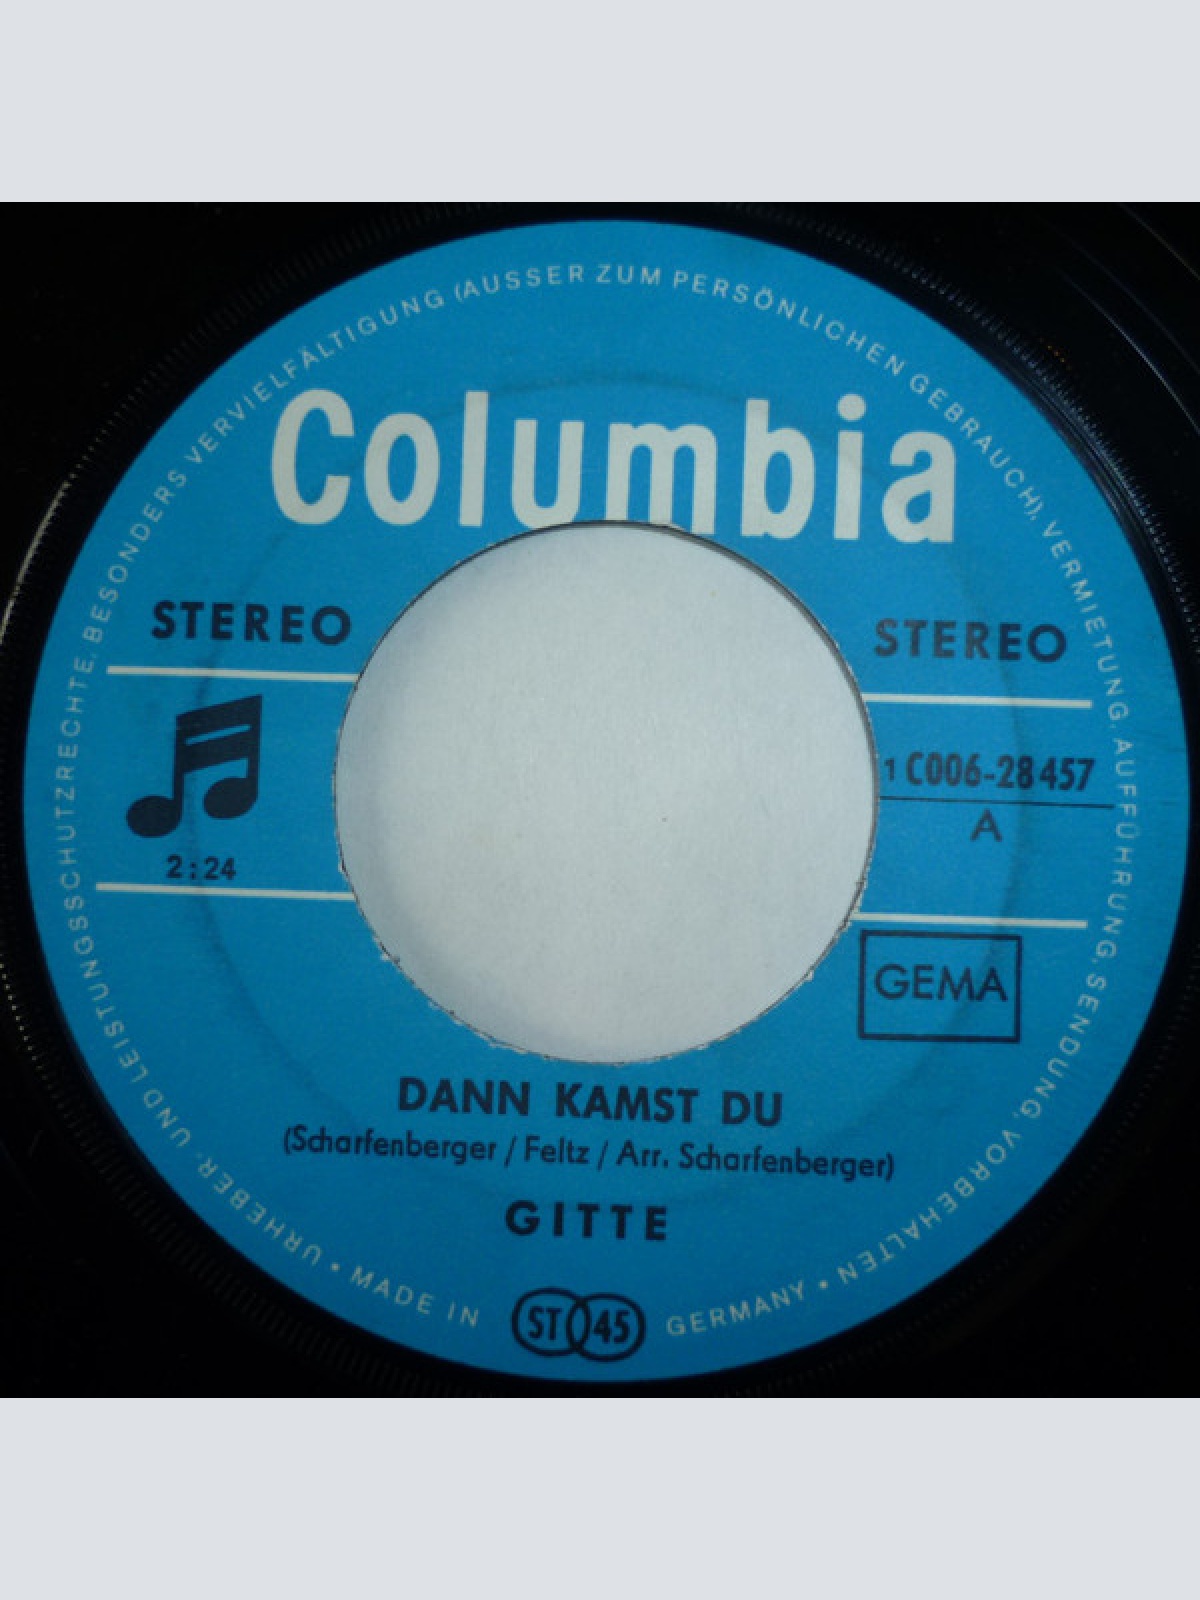 URHEBER- UND LEISTUNGSSCHUTZRECHTE, BESONDERS VERVIELFÄLTIGUNG (AUSSER ZUM PERSÖNLICHEN GEBRAUCH), VERMIETUNG, AUFFÜHRUNG, SENDUNG, VORBEHALTEN •
Columbia
STEREO STEREO
1 C006-28 457
A
2:24
GEMA
DANN KAMST DU
(Scharfenberger / Feltz / Arr. Scharfenberger)
GITTE
• MADE IN ST 45 GERMANY